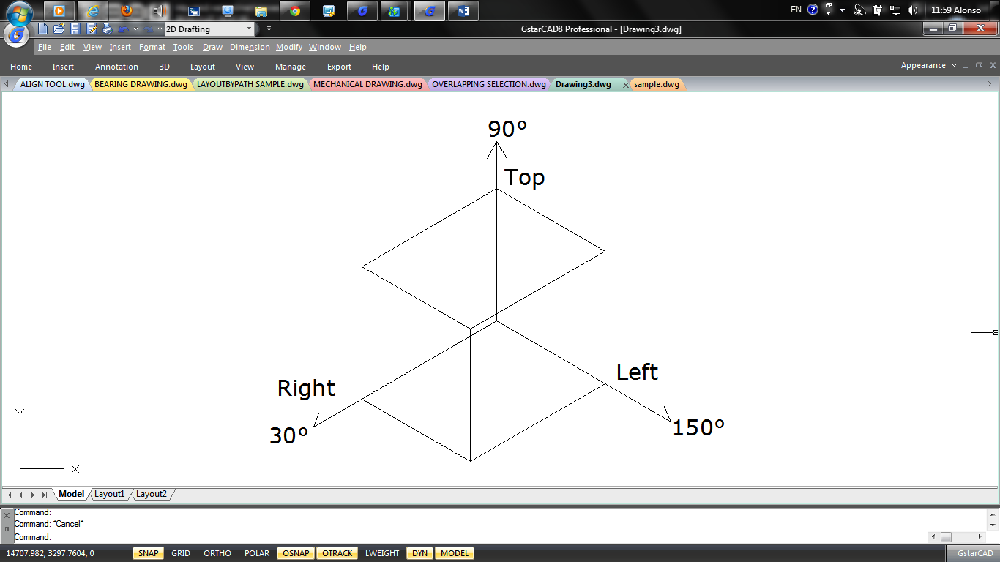 EN 11:59 Alonso
2D Drafting GstarCAD8 Professional - [Drawing3.dwg]
File Edit View Insert Format Tools Draw Dimension Modify Window Help
Home Insert Annotation 3D Layout View Manage Export Help Appearance
ALIGN TOOL.dwg BEARING DRAWING.dwg LAYOUTBYPATH SAMPLE.dwg MECHANICAL DRAWING.dwg OVERLAPPING SELECTION.dwg Drawing3.dwg sample.dwg
90°
Top
Left
Right
150°
30°
Y
X
Model Layout1 Layout2
Command:
Command: *Cancel*
Command:
14707.982, 3297.7604, 0 SNAP GRID ORTHO POLAR OSNAP OTRACK LWEIGHT DYN MODEL GstarCAD